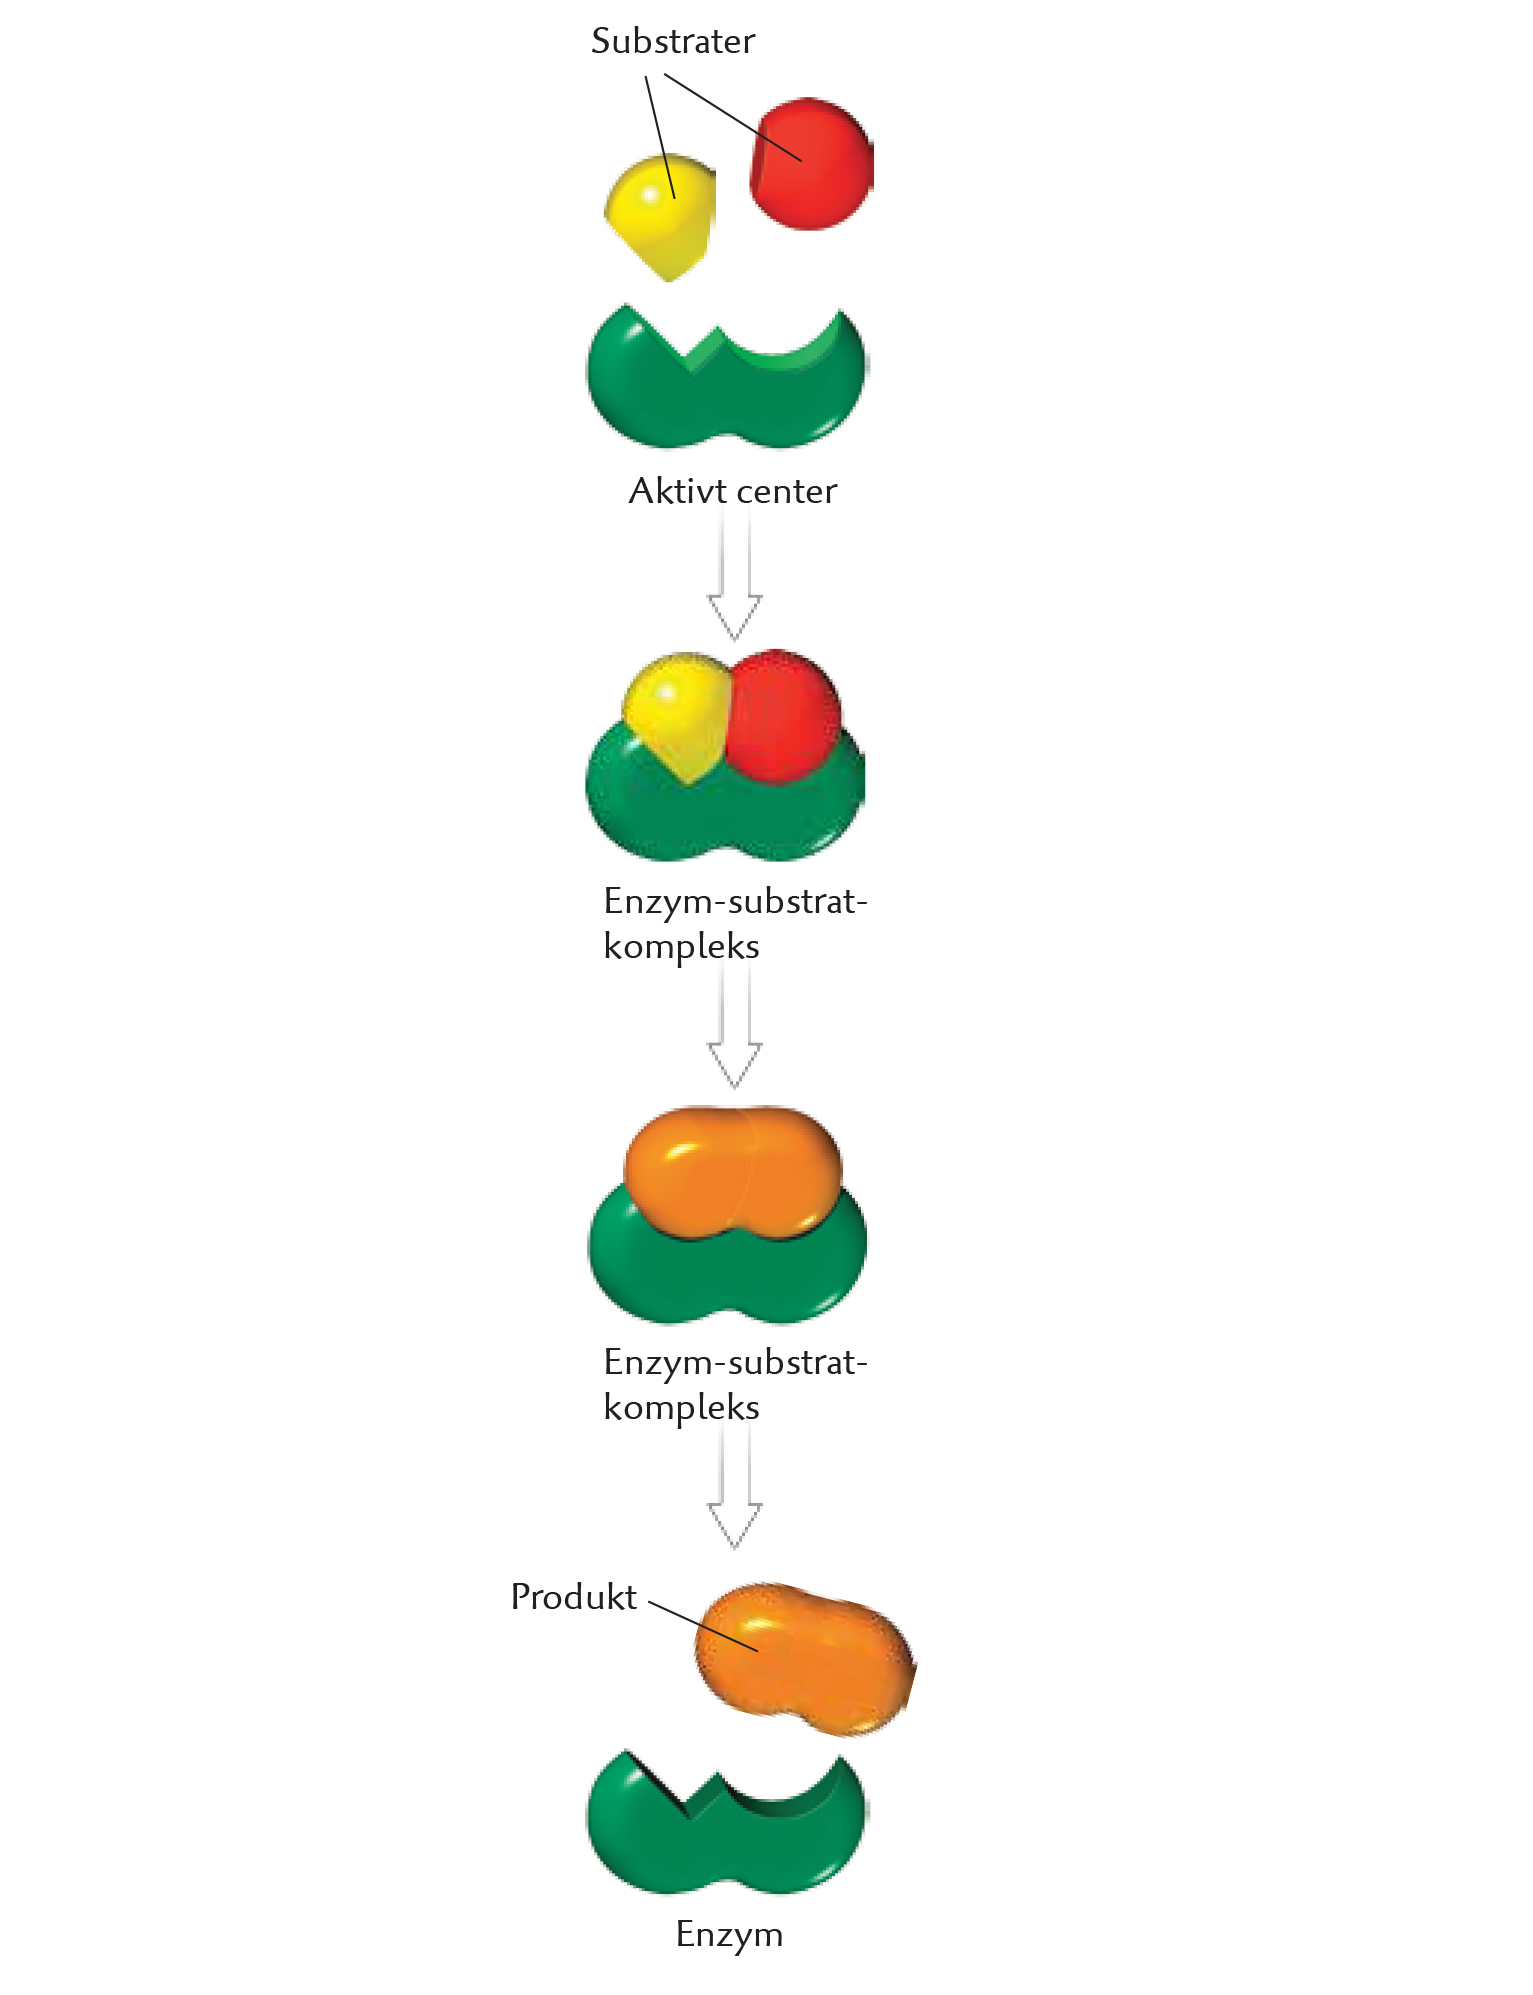 Substrater
Aktivt center
Enzym-substrat-
kompleks
Enzym-substrat-
kompleks
Produkt
Enzym